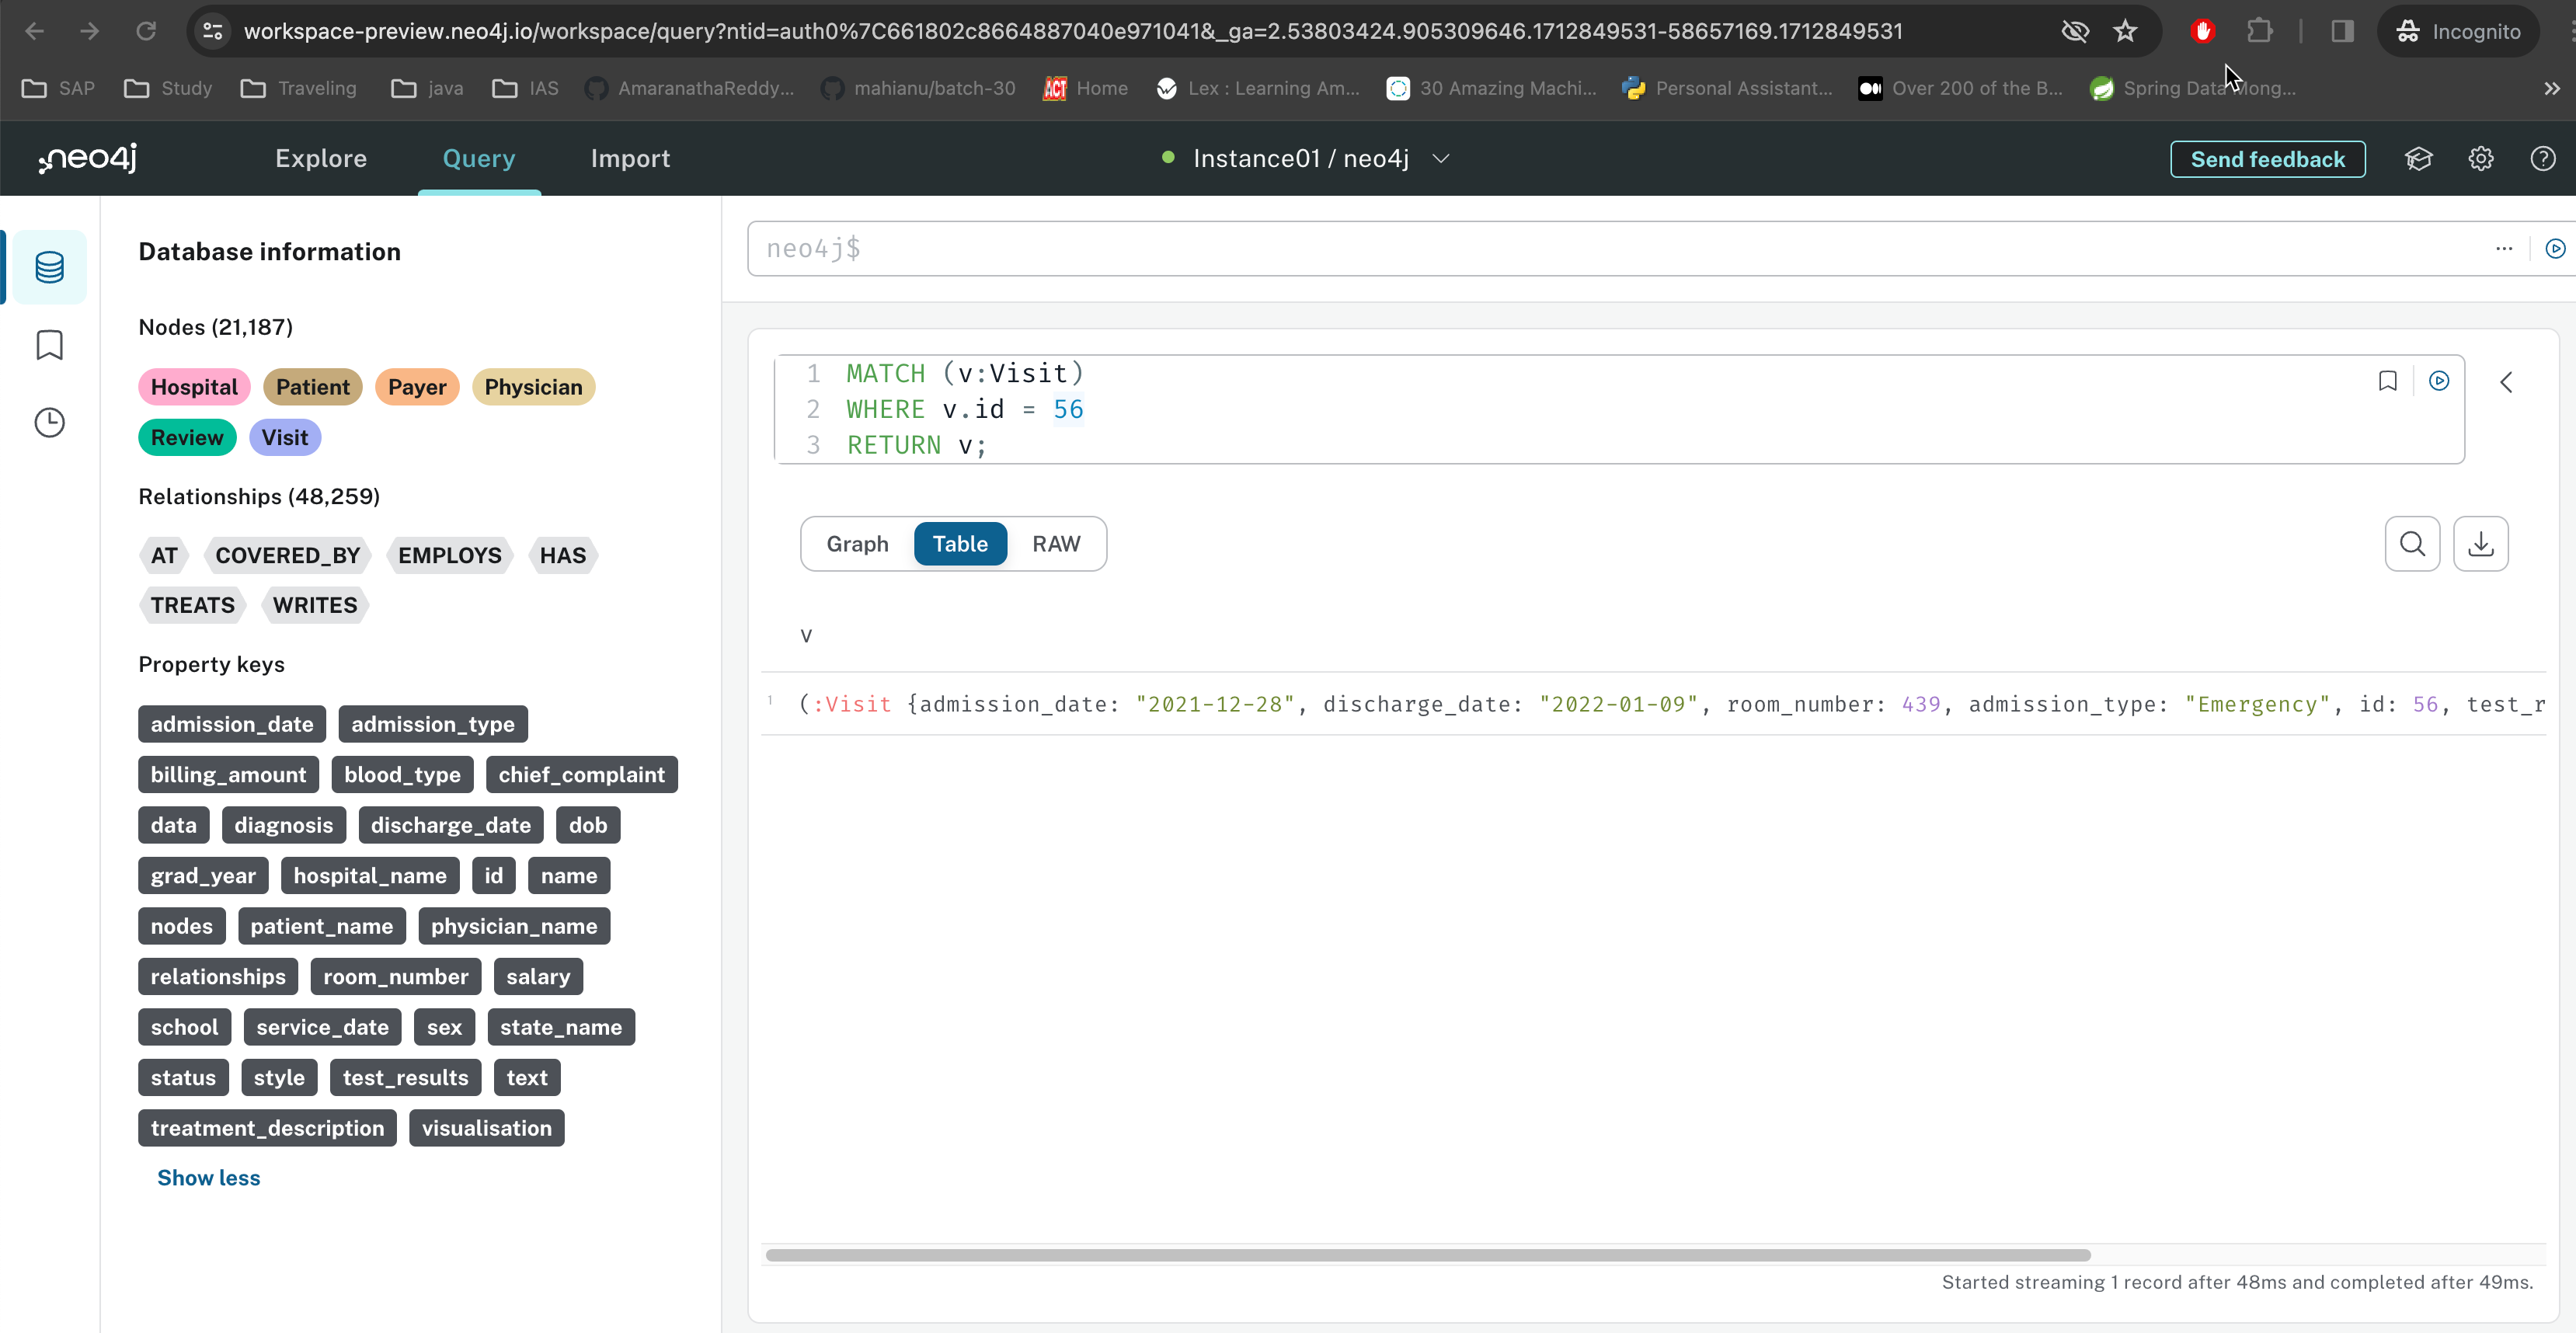 workspace-preview.neo4j.io/workspace/query?ntid=auth0%7C661802c8664887040e971041&_ga=2.53803424.905309646.1712849531-58657169.1712849531
Incognito
SAP Study Traveling java IAS AmaranathaReddy... mahianu/batch-30 Home Lex : Learning Am... 30 Amazing Machi... Personal Assistant... Over 200 of the B... Spring Data Mong... »
neo4j Explore Query Import Instance01 / neo4j Send feedback
Database information
Nodes (21,187)
Hospital Patient Payer Physician
Review Visit
Relationships (48,259)
AT COVERED_BY EMPLOYS HAS
TREATS WRITES
Property keys
admission_date admission_type
billing_amount blood_type chief_complaint
data diagnosis discharge_date dob
grad_year hospital_name id name
nodes patient_name physician_name
relationships room_number salary
school service_date sex state_name
status style test_results text
treatment_description visualisation
Show less
neo4j$
1 MATCH (v:Visit)
2 WHERE v.id = 56
3 RETURN v;
Graph Table RAW
v
1 (:Visit {admission_date: "2021-12-28", discharge_date: "2022-01-09", room_number: 439, admission_type: "Emergency", id: 56, test_r
Started streaming 1 record after 48ms and completed after 49ms.